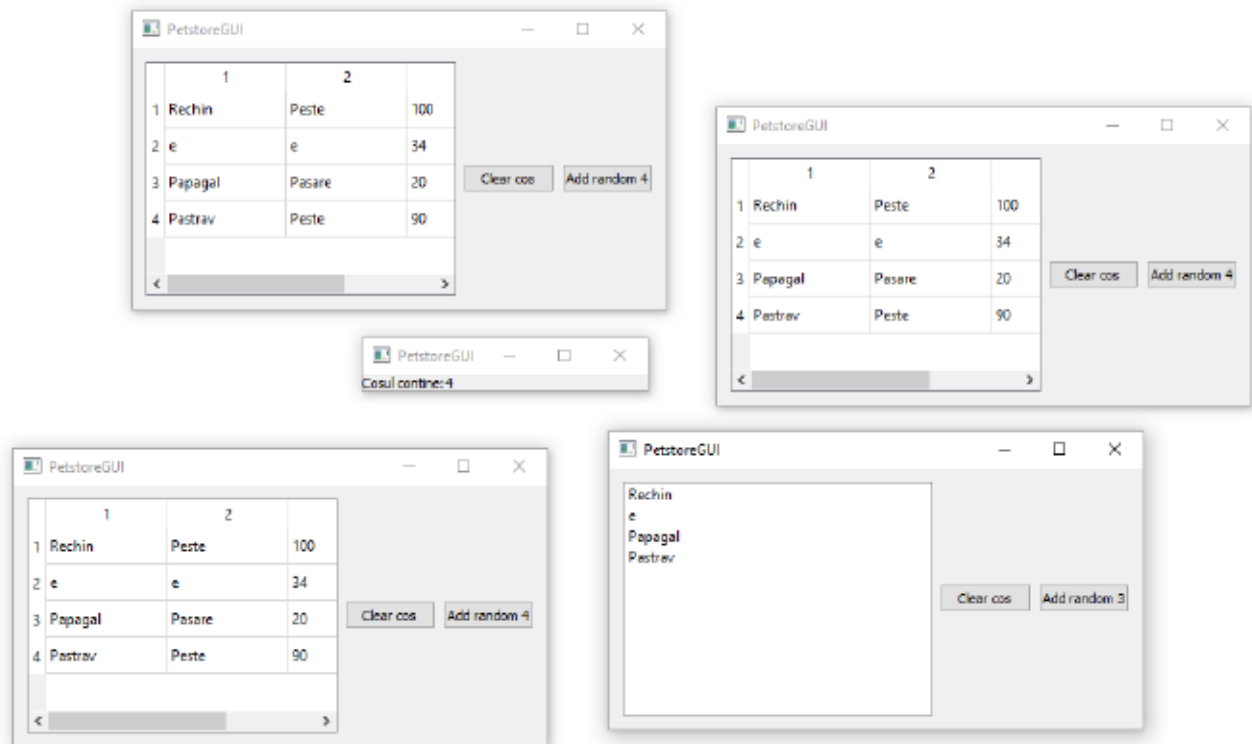 PetstoreGUI
1 2
1 Rechin Peste 100
2 e e 34
3 Papagal Pasare 20
4 Pastrav Peste 90
Clear cos Add random 4
PetstoreGUI
1 2
1 Rechin Peste 100
2 e e 34
3 Papagal Pasare 20
4 Pastrav Peste 90
Clear cos Add random 4
PetstoreGUI
Cosul contine:4
PetstoreGUI
1 2
1 Rechin Peste 100
2 e e 34
3 Papagal Pasare 20
4 Pastrav Peste 90
Clear cos Add random 4
PetstoreGUI
Rechin
e
Papagal
Pastrav
Clear cos Add random 3